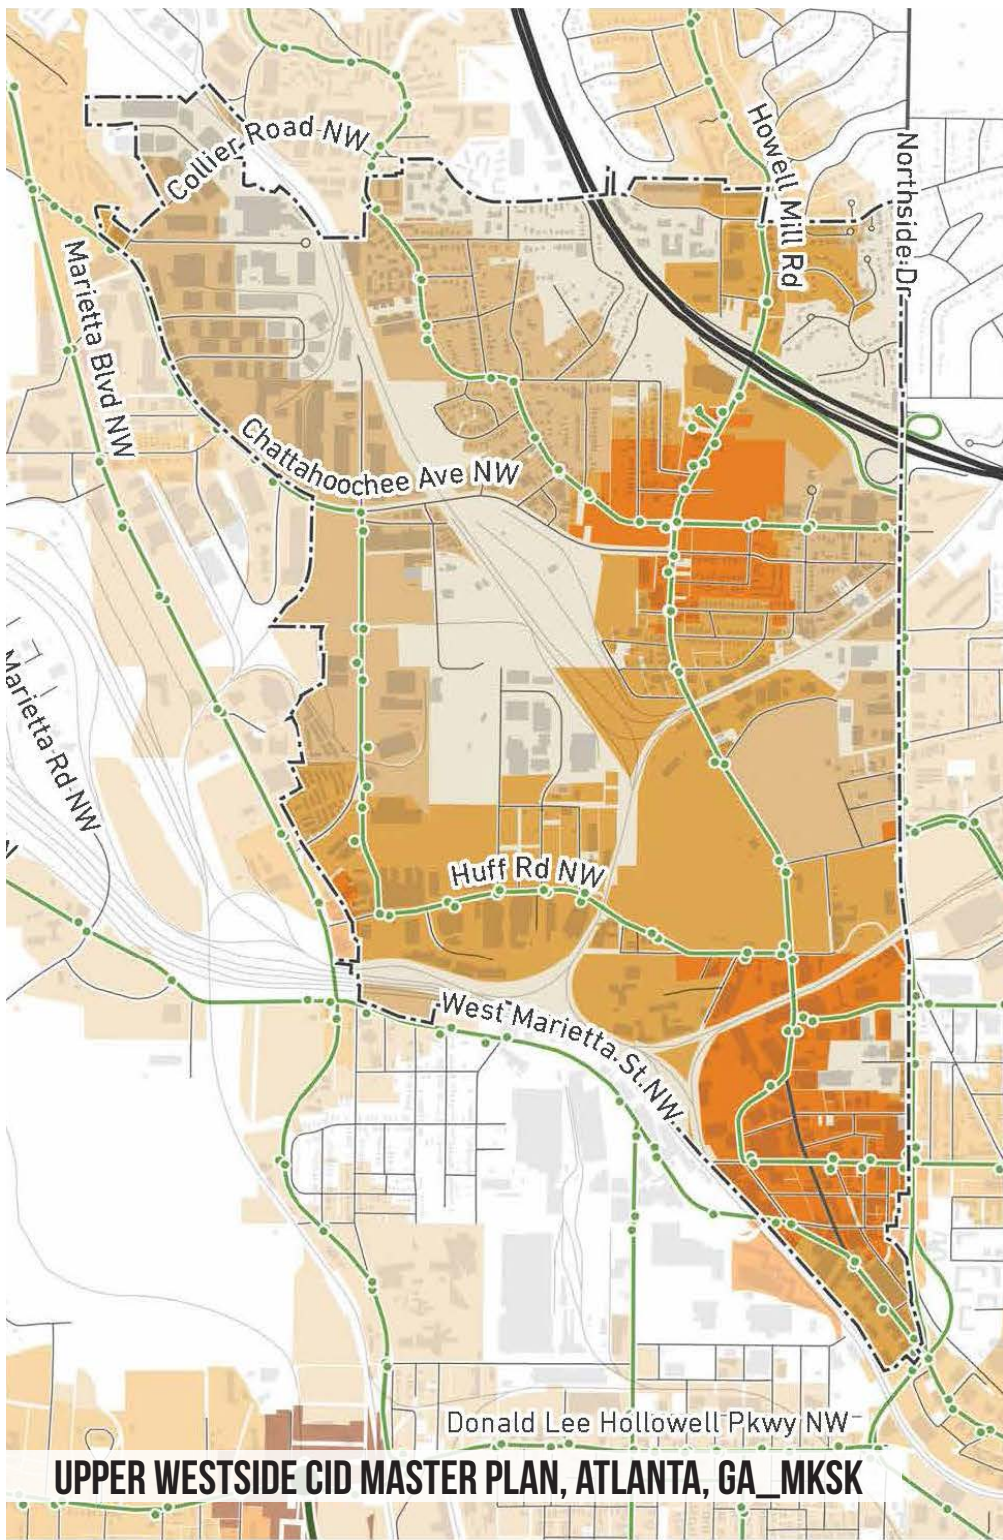 Collier Road NW
Howell Mill Rd
Northside Dr
Marietta Blvd NW
Chattahoochee Ave NW
Marietta Rd NW
Huff Rd NW
West Marietta St NW
Donald Lee Hollowell Pkwy NW
UPPER WESTSIDE CID MASTER PLAN, ATLANTA, GA_MKSK